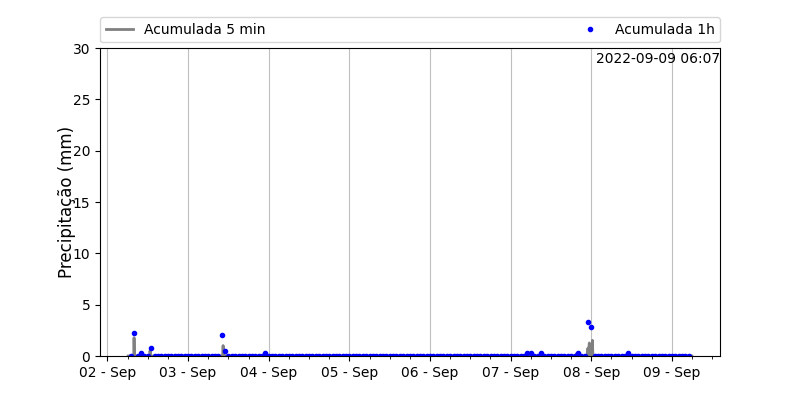 Acumulada 5 min
Acumulada 1h
2022-09-09 06:07
Precipitação (mm)
30
25
20
15
10
5
0
02 - Sep
03 - Sep
04 - Sep
05 - Sep
06 - Sep
07 - Sep
08 - Sep
09 - Sep